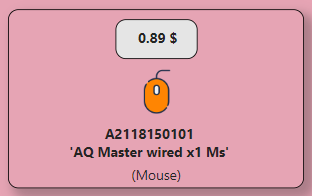 0.89 $
A2118150101
'AQ Master wired x1 Ms'
(Mouse)